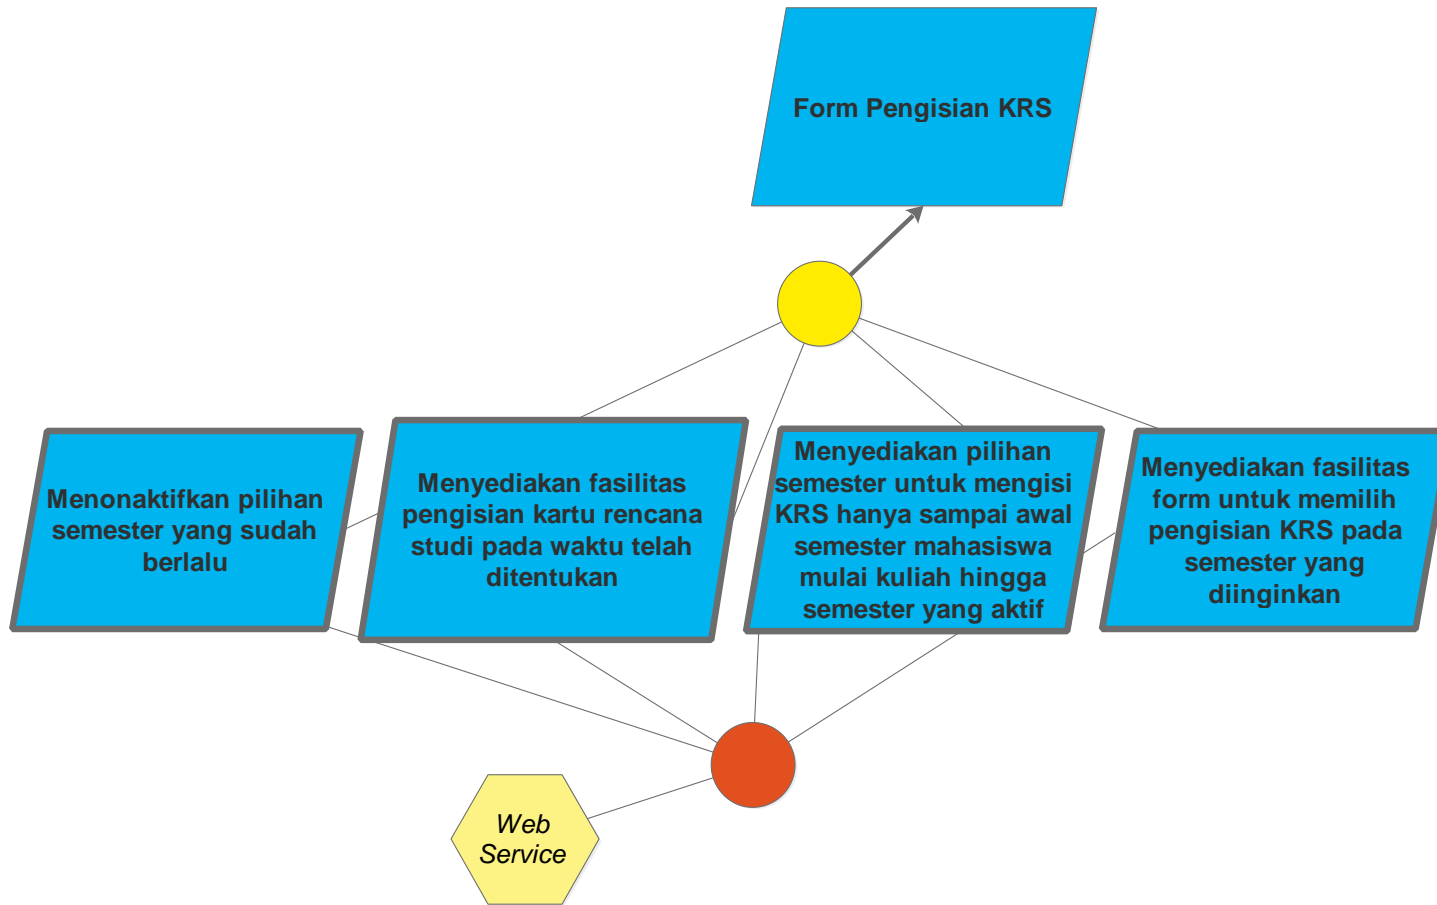 Form Pengisian KRS
Menonaktifkan pilihan
semester yang sudah
berlalu
Menyediakan fasilitas
pengisian kartu rencana
studi pada waktu telah
ditentukan
Menyediakan pilihan
semester untuk mengisi
KRS hanya sampai awal
semester mahasiswa
mulai kuliah hingga
semester yang aktif
Menyediakan fasilitas
form untuk memilih
pengisian KRS pada
semester yang
diinginkan
Web
Service